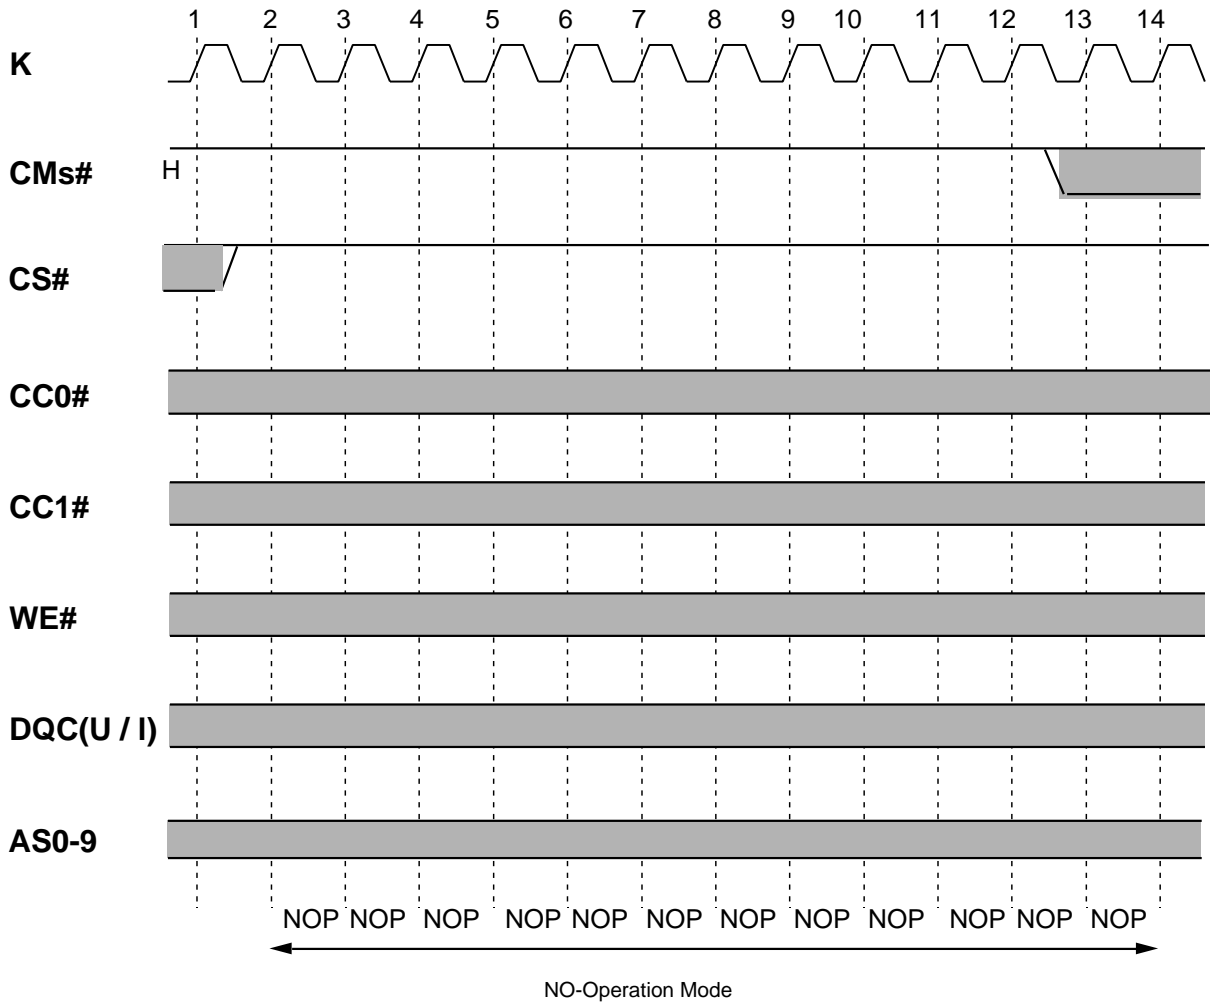 1 2 3 4 5 6 7 8 9 10 11 12 13 14
K
CMs# H
CS#
CC0#
CC1#
WE#
DQC(U / l)
AS0-9
NOP NOP NOP NOP NOP NOP NOP NOP NOP NOP NOP NOP
NO-Operation Mode